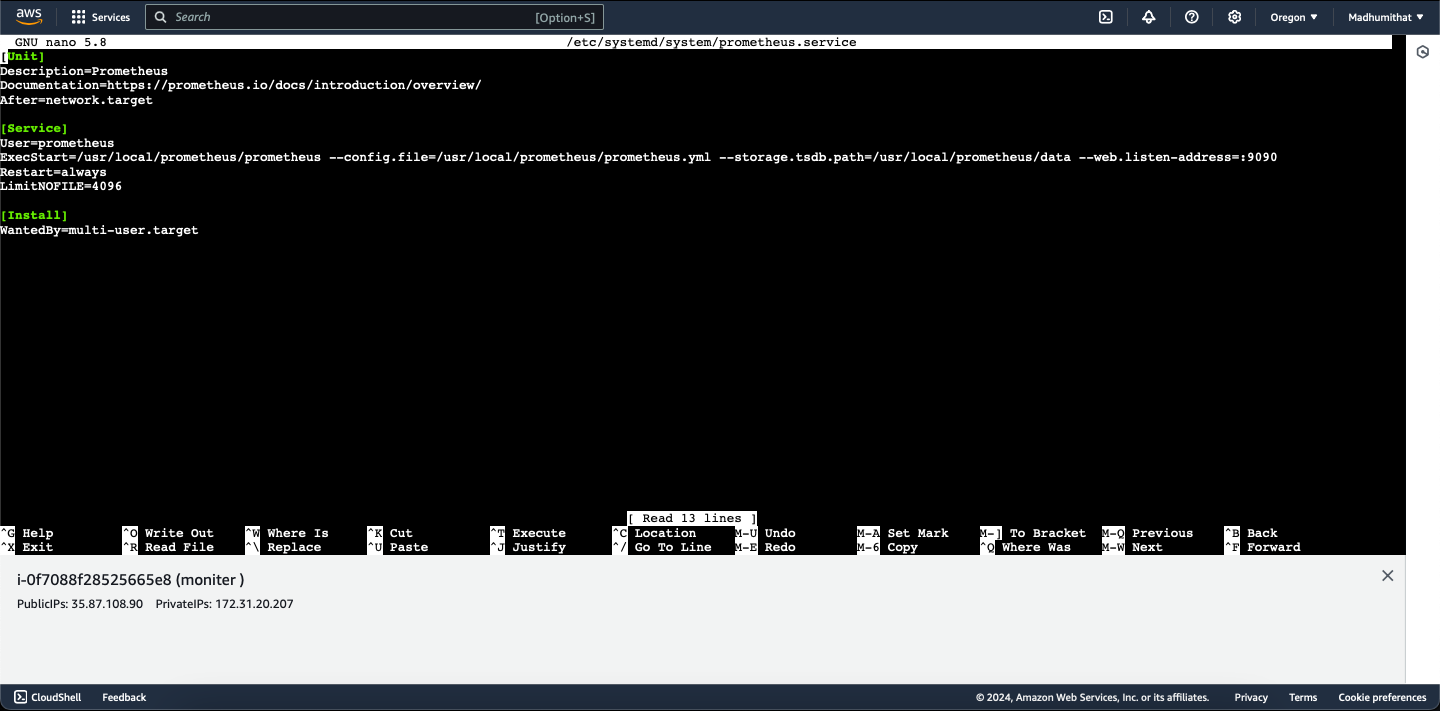 aws Services Search [Option+S] Oregon ▼ Madhumithat ▼
GNU nano 5.8 /etc/systemd/system/prometheus.service
[Unit]
Description=Prometheus
Documentation=https://prometheus.io/docs/introduction/overview/
After=network.target
[Service]
User=prometheus
ExecStart=/usr/local/prometheus/prometheus --config.file=/usr/local/prometheus/prometheus.yml --storage.tsdb.path=/usr/local/prometheus/data --web.listen-address=:9090
Restart=always
LimitNOFILE=4096
[Install]
WantedBy=multi-user.target
[ Read 13 lines ]
^G Help ^O Write Out ^W Where Is ^K Cut ^T Execute ^C Location M-U Undo M-A Set Mark M-] To Bracket M-Q Previous ^B Back
^X Exit ^R Read File ^\ Replace ^U Paste ^J Justify ^/ Go To Line M-E Redo M-6 Copy ^Q Where Was M-W Next ^F Forward
i-0f7088f28525665e8 (moniter )
PublicIPs: 35.87.108.90 PrivateIPs: 172.31.20.207
CloudShell Feedback © 2024, Amazon Web Services, Inc. or its affiliates. Privacy Terms Cookie preferences